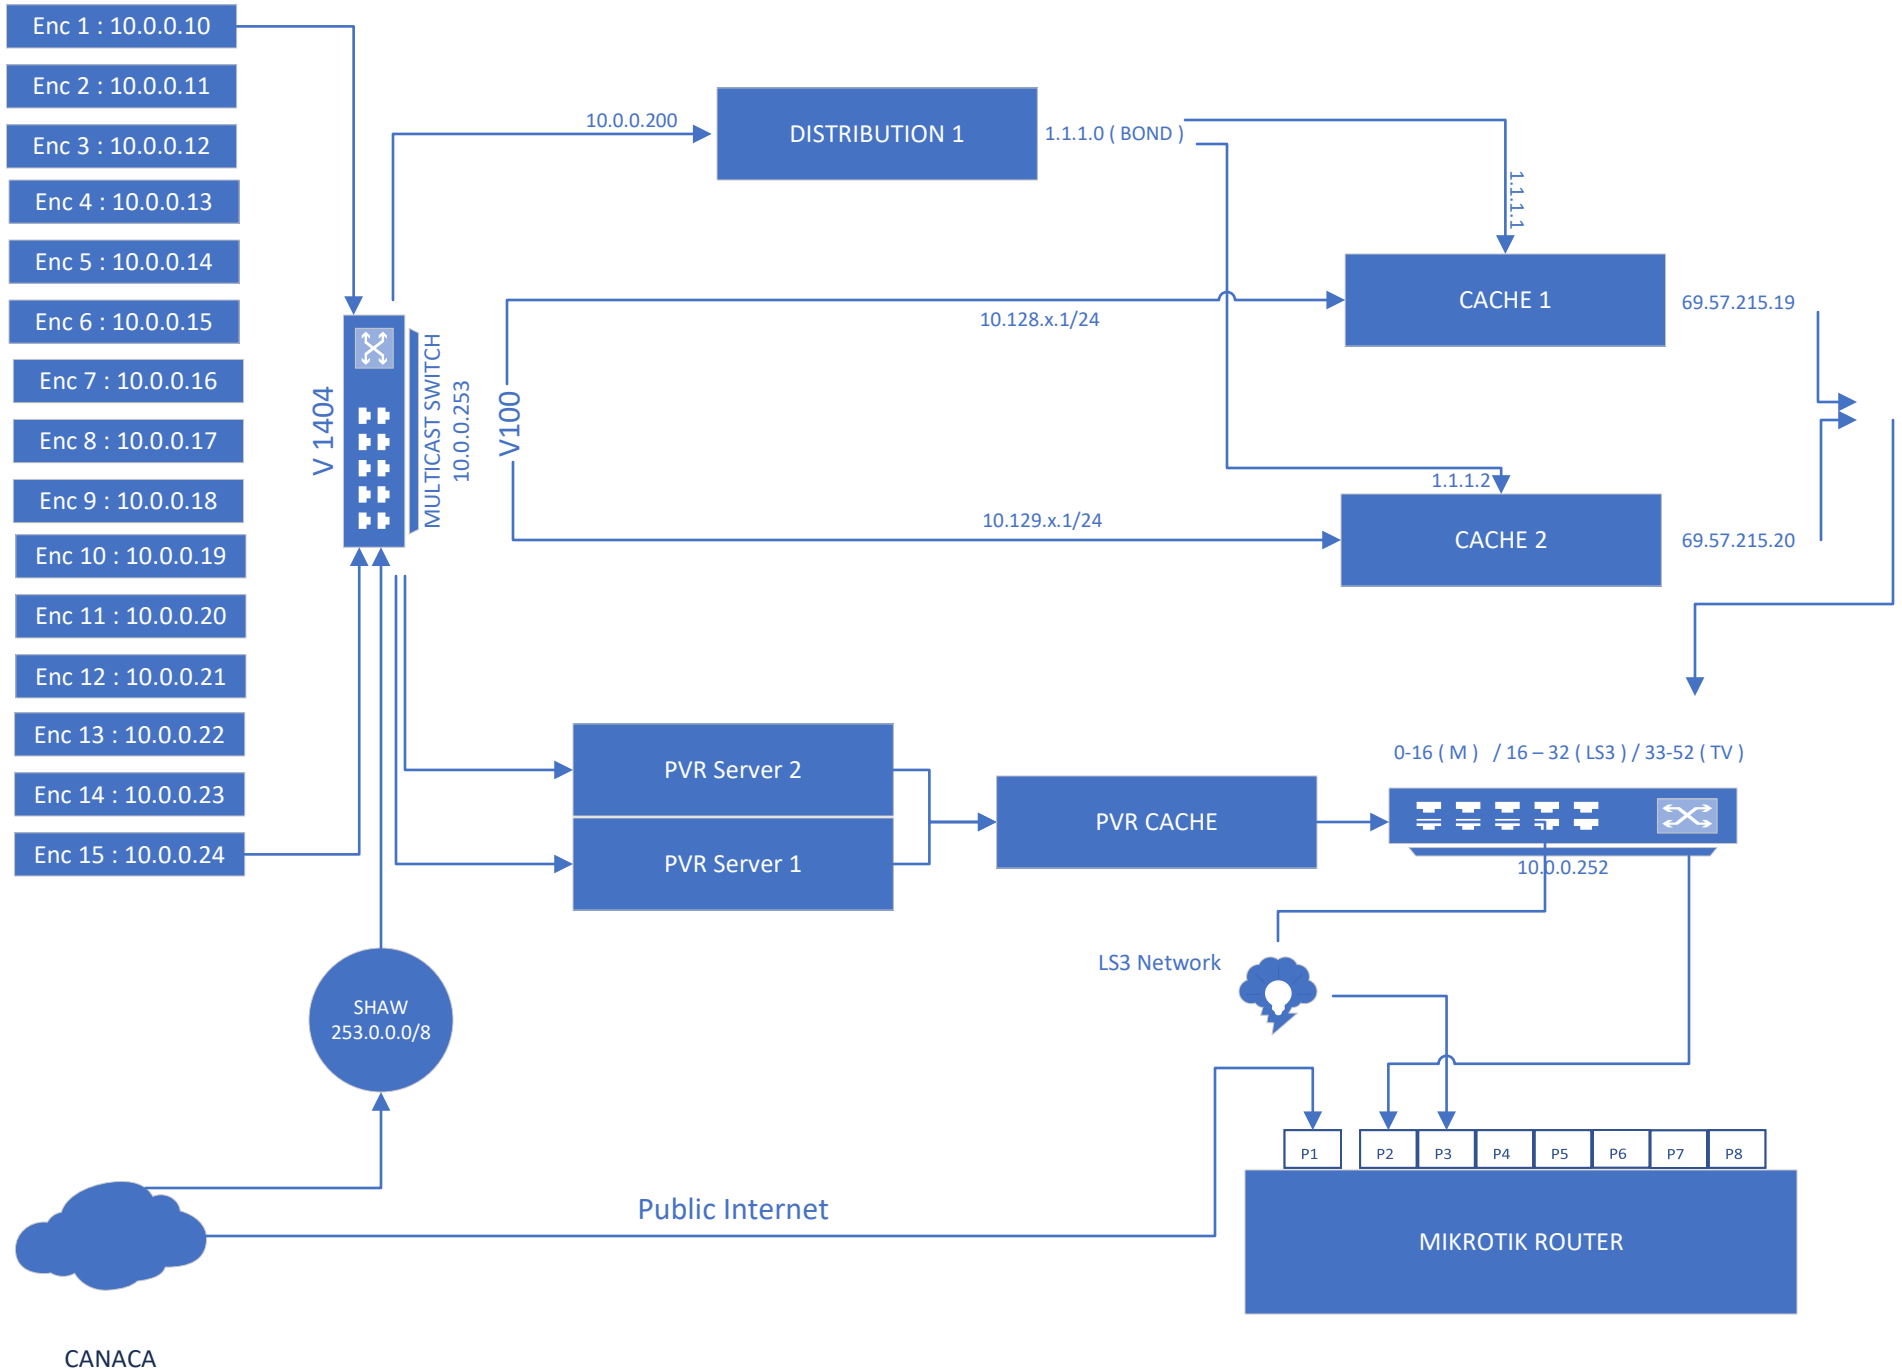 Enc 1 : 10.0.0.10
Enc 2 : 10.0.0.11
Enc 3 : 10.0.0.12
Enc 4 : 10.0.0.13
Enc 5 : 10.0.0.14
Enc 6 : 10.0.0.15
Enc 7 : 10.0.0.16
Enc 8 : 10.0.0.17
Enc 9 : 10.0.0.18
Enc 10 : 10.0.0.19
Enc 11 : 10.0.0.20
Enc 12 : 10.0.0.21
Enc 13 : 10.0.0.22
Enc 14 : 10.0.0.23
Enc 15 : 10.0.0.24
V 1404
MULTICAST SWITCH
10.0.0.253
V100
10.0.0.200
DISTRIBUTION 1
1.1.1.0 ( BOND )
1.1.1.1
10.128.x.1/24
CACHE 1
69.57.215.19
1.1.1.2
10.129.x.1/24
CACHE 2
69.57.215.20
PVR Server 2
PVR Server 1
PVR CACHE
0-16 ( M ) / 16 – 32 ( LS3 ) / 33-52 ( TV )
10.0.0.252
LS3 Network
SHAW
253.0.0.0/8
P1
P2
P3
P4
P5
P6
P7
P8
Public Internet
MIKROTIK ROUTER
CANACA